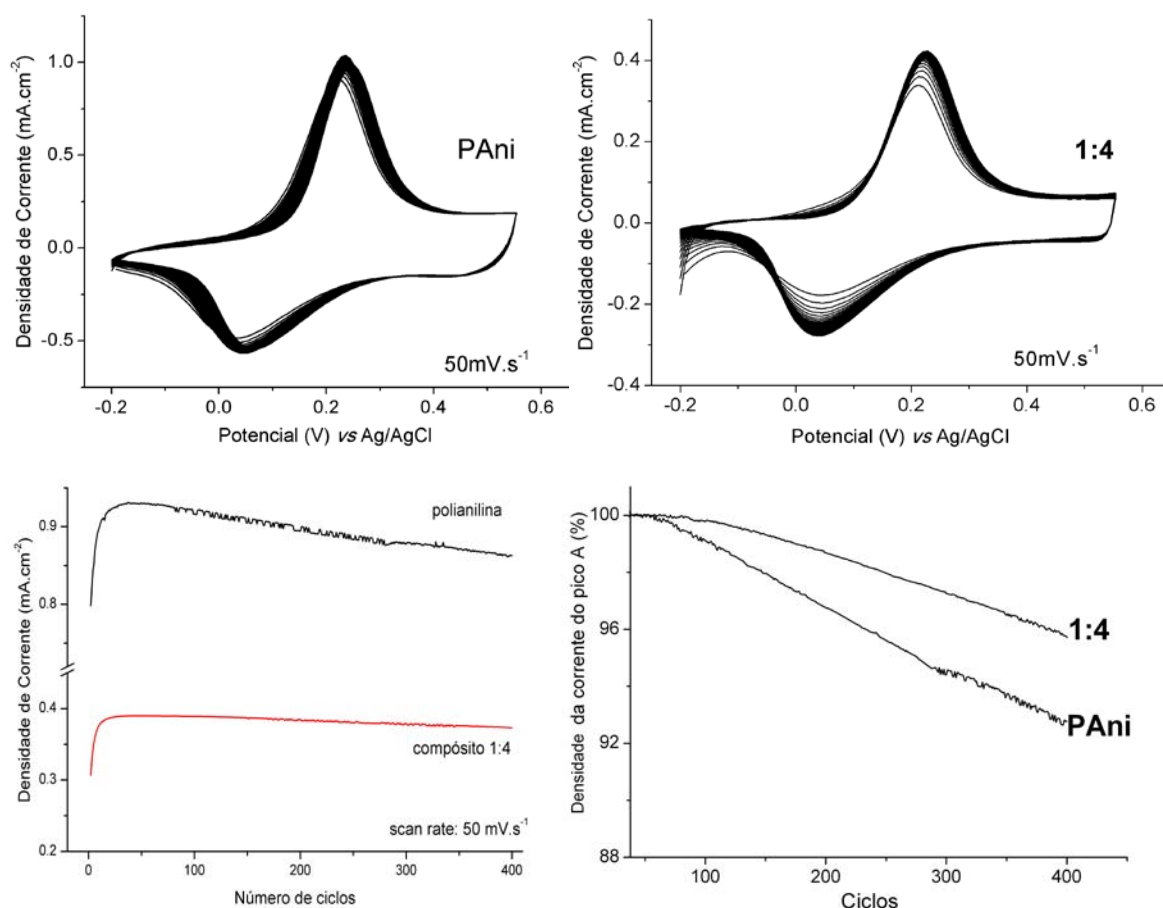 Densidade de Corrente (mA.cm⁻²)
1.0
0.5
0.0
-0.5
PAni
50mV.s⁻¹
-0.2 0.0 0.2 0.4 0.6
Potencial (V) vs Ag/AgCl
Densidade de Corrente (mA.cm⁻²)
0.4
0.2
0.0
-0.2
-0.4
1:4
50mV.s⁻¹
-0.2 0.0 0.2 0.4 0.6
Potencial (V) vs Ag/AgCl
Densidade de Corrente (mA.cm⁻²)
0.9
0.8
0.4
0.3
0.2
polianilina
compósito 1:4
scan rate: 50 mV.s⁻¹
0 100 200 300 400
Número de ciclos
Densidade da corrente do pico A (%)
100
96
92
88
1:4
PAni
100 200 300 400
Ciclos